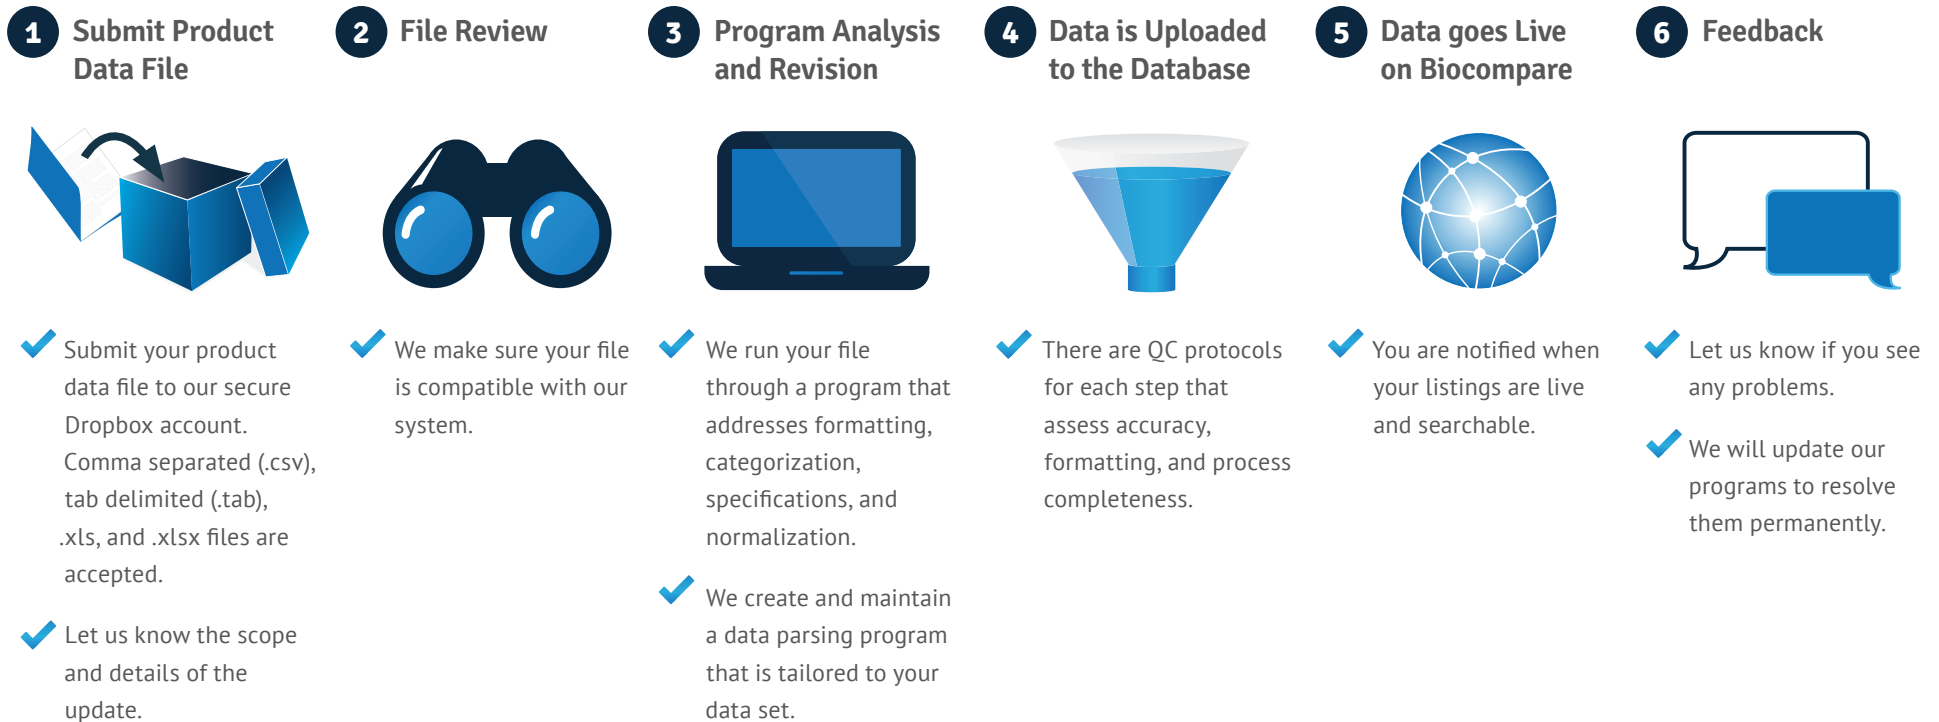 1 Submit Product
Data File
Submit your product
data file to our secure
Dropbox account.
Comma separated (.csv),
tab delimited (.tab),
.xls, and .xlsx files are
accepted.
Let us know the scope
and details of the
update.
2 File Review
We make sure your file
is compatible with our
system.
3 Program Analysis
and Revision
We run your file
through a program that
addresses formatting,
categorization,
specifications, and
normalization.
We create and maintain
a data parsing program
that is tailored to your
data set.
4 Data is Uploaded
to the Database
There are QC protocols
for each step that
assess accuracy,
formatting, and process
completeness.
5 Data goes Live
on Biocompare
You are notified when
your listings are live
and searchable.
6 Feedback
Let us know if you see
any problems.
We will update our
programs to resolve
them permanently.